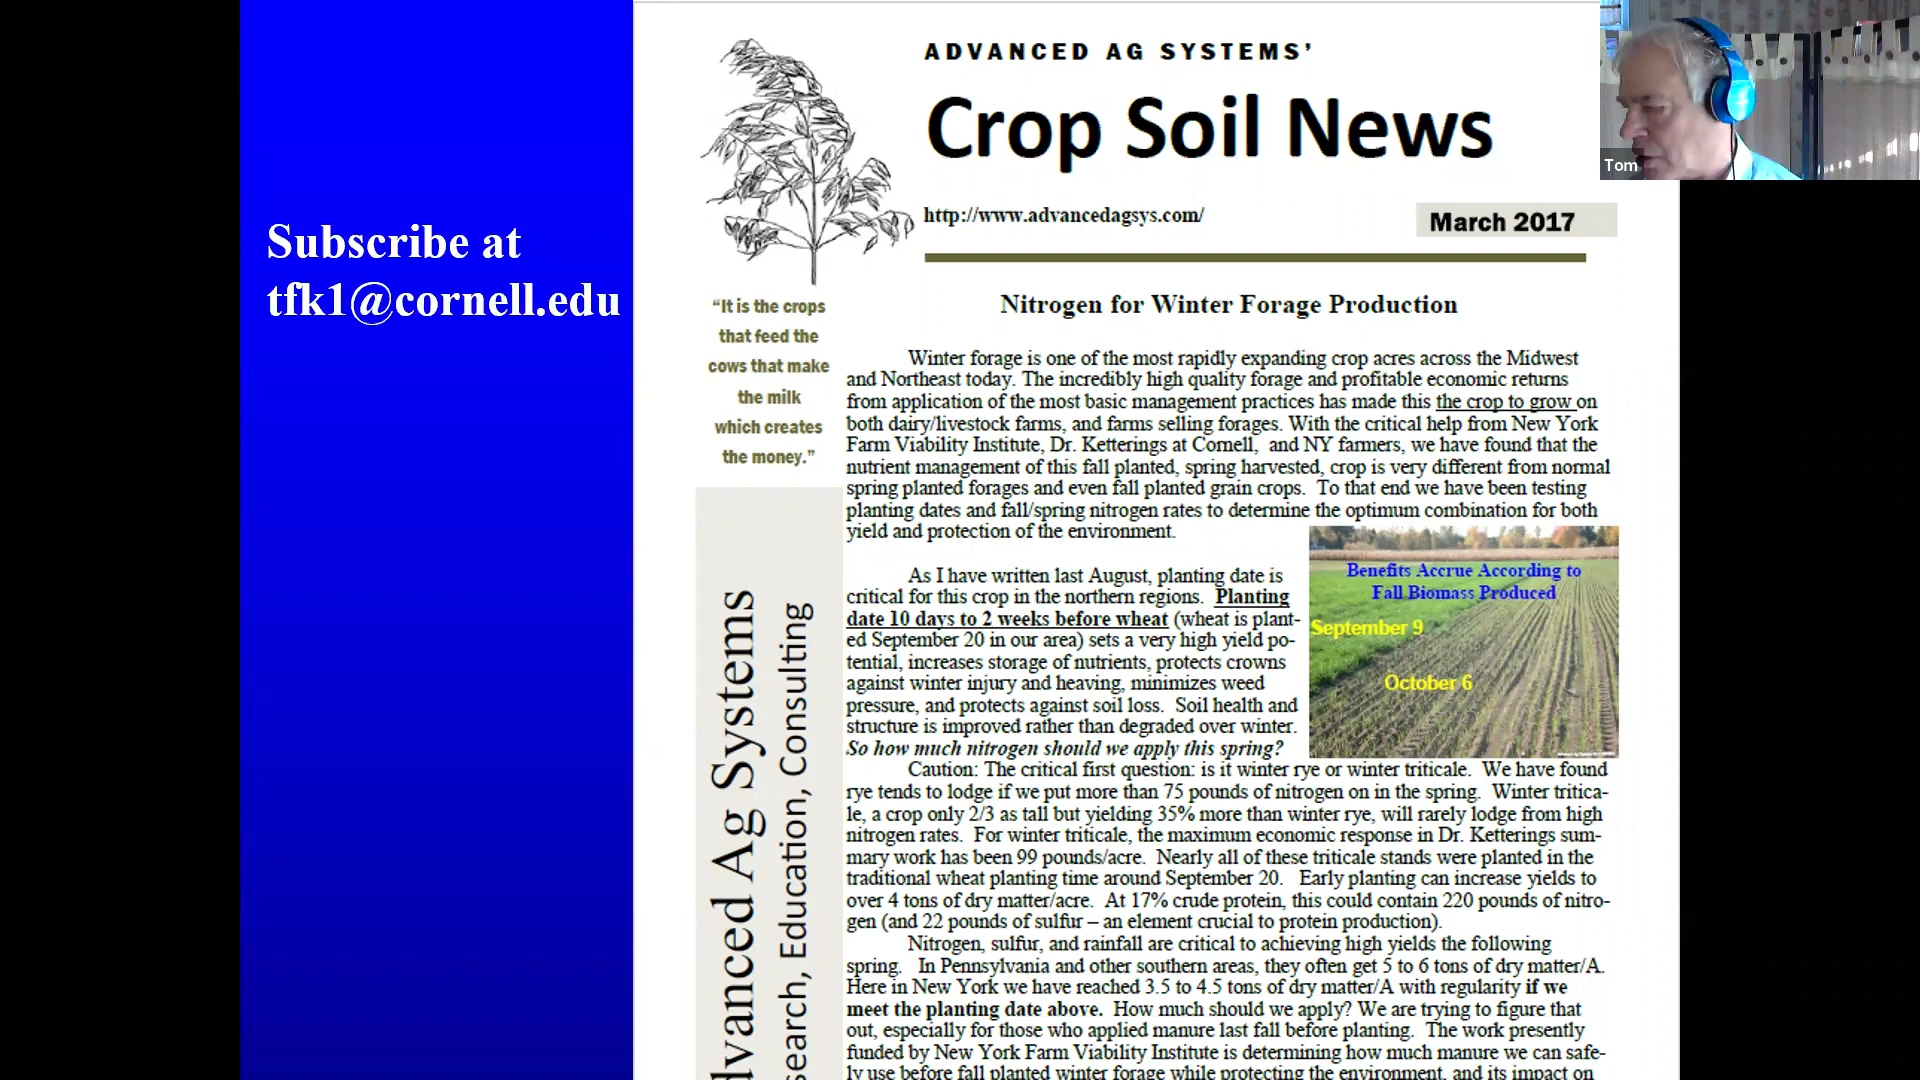 Subscribe at
tfk1@cornell.edu
ADVANCED AG SYSTEMS’
Crop Soil News
http://www.advancedagsys.com/
March 2017
Tom
“It is the crops
that feed the
cows that make
the milk
which creates
the money.”
dvanced Ag Systems
search, Education, Consulting
Nitrogen for Winter Forage Production
Winter forage is one of the most rapidly expanding crop acres across the Midwest
and Northeast today. The incredibly high quality forage and profitable economic returns
from application of the most basic management practices has made this the crop to grow on
both dairy/livestock farms, and farms selling forages. With the critical help from New York
Farm Viability Institute, Dr. Ketterings at Cornell, and NY farmers, we have found that the
nutrient management of this fall planted, spring harvested, crop is very different from normal
spring planted forages and even fall planted grain crops. To that end we have been testing
planting dates and fall/spring nitrogen rates to determine the optimum combination for both
yield and protection of the environment.
As I have written last August, planting date is
critical for this crop in the northern regions. Planting
date 10 days to 2 weeks before wheat (wheat is plant-
ed September 20 in our area) sets a very high yield po-
tential, increases storage of nutrients, protects crowns
against winter injury and heaving, minimizes weed
pressure, and protects against soil loss. Soil health and
structure is improved rather than degraded over winter.
So how much nitrogen should we apply this spring?
Benefits Accrue According to
Fall Biomass Produced
September 9
October 6
Caution: The critical first question: is it winter rye or winter triticale. We have found
rye tends to lodge if we put more than 75 pounds of nitrogen on in the spring. Winter tritica-
le, a crop only 2/3 as tall but yielding 35% more than winter rye, will rarely lodge from high
nitrogen rates. For winter triticale, the maximum economic response in Dr. Ketterings sum-
mary work has been 99 pounds/acre. Nearly all of these triticale stands were planted in the
traditional wheat planting time around September 20. Early planting can increase yields to
over 4 tons of dry matter/acre. At 17% crude protein, this could contain 220 pounds of nitro-
gen (and 22 pounds of sulfur – an element crucial to protein production).
Nitrogen, sulfur, and rainfall are critical to achieving high yields the following
spring. In Pennsylvania and other southern areas, they often get 5 to 6 tons of dry matter/A.
Here in New York we have reached 3.5 to 4.5 tons of dry matter/A with regularity if we
meet the planting date above. How much should we apply? We are trying to figure that
out, especially for those who applied manure last fall before planting. The work presently
funded by New York Farm Viability Institute is determining how much manure we can safe-
ly use before fall planted winter forage while protecting the environment, and its impact on